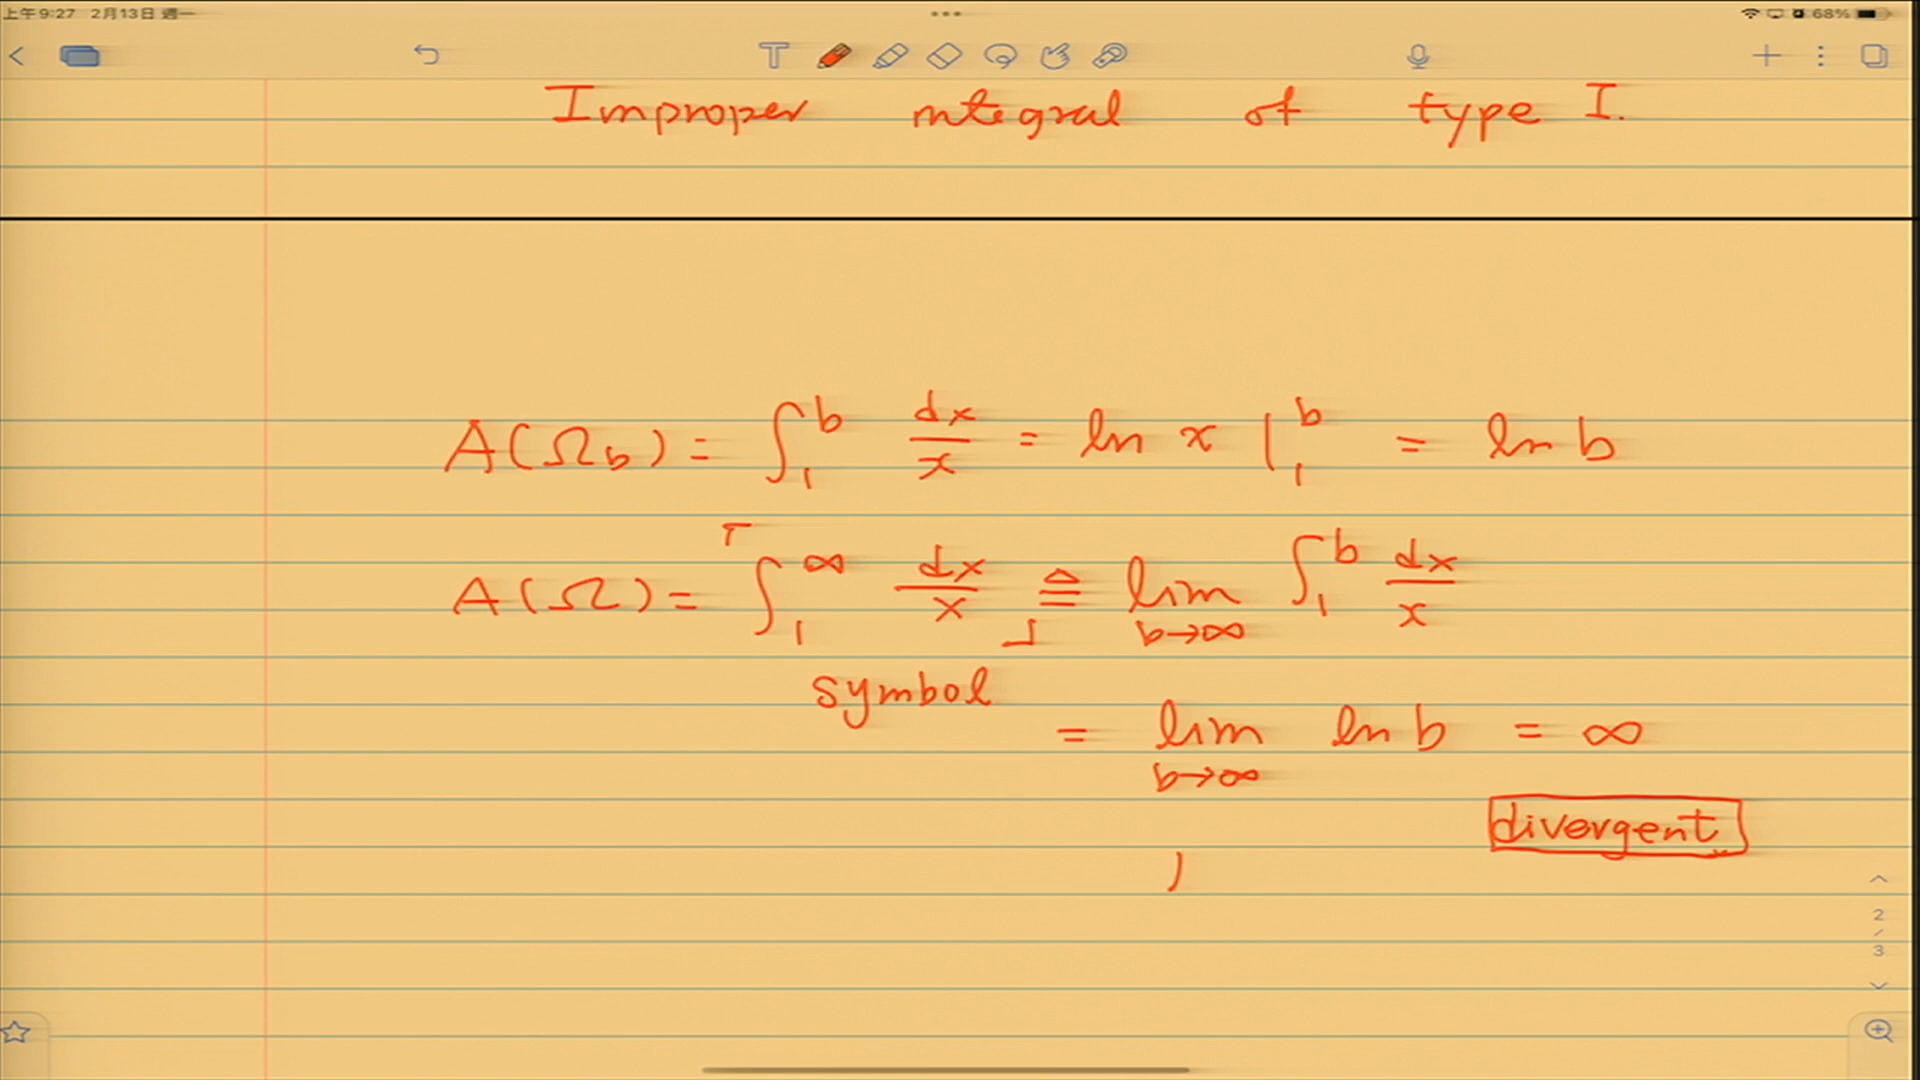 上午9:27 2月13日 週一
68%
Improper integral of type I.
A(Ω_b) = ∫_1^b dx/x = ln x |_1^b = ln b
A(Ω) = ∫_1^∞ dx/x ≜ lim_{b→∞} ∫_1^b dx/x
symbol
= lim_{b→∞} ln b = ∞
divergent
2
/
3